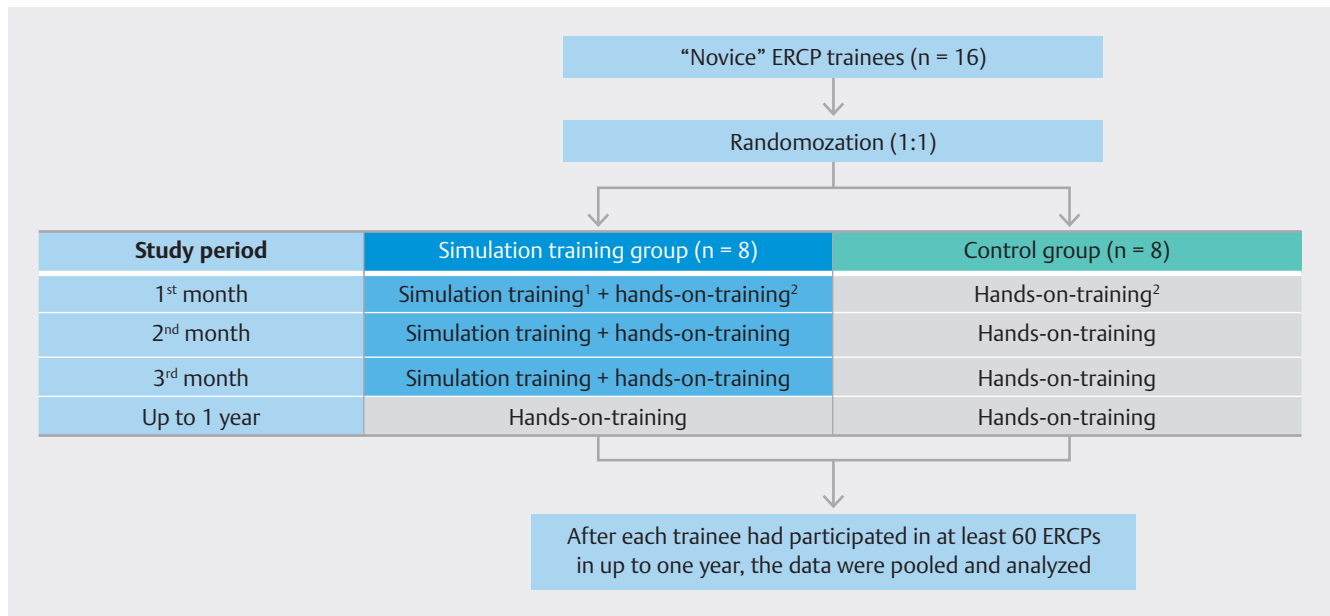 “Novice” ERCP trainees (n = 16)
Randomozation (1:1)
Study period Simulation training group (n = 8) Control group (n = 8)
1st month Simulation training1 + hands-on-training2 Hands-on-training2
2nd month Simulation training + hands-on-training Hands-on-training
3rd month Simulation training + hands-on-training Hands-on-training
Up to 1 year Hands-on-training Hands-on-training
After each trainee had participated in at least 60 ERCPs
in up to one year, the data were pooled and analyzed